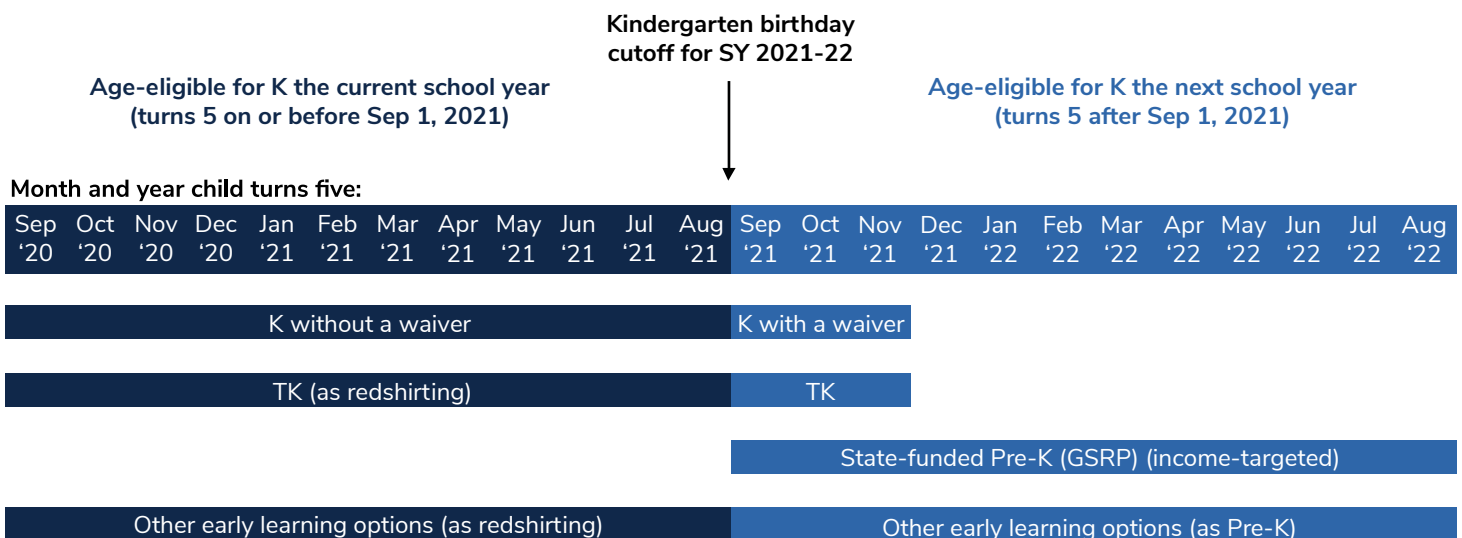 Kindergarten birthday
cutoff for SY 2021-22
Age-eligible for K the current school year
(turns 5 on or before Sep 1, 2021)
Age-eligible for K the next school year
(turns 5 after Sep 1, 2021)
Month and year child turns five:
Sep Oct Nov Dec Jan Feb Mar Apr May Jun Jul Aug Sep Oct Nov Dec Jan Feb Mar Apr May Jun Jul Aug
‘20 ‘20 ‘20 ‘20 ‘21 ‘21 ‘21 ‘21 ‘21 ‘21 ‘21 ‘21 ‘21 ‘21 ‘21 ‘21 ‘22 ‘22 ‘22 ‘22 ‘22 ‘22 ‘22 ‘22
K without a waiver K with a waiver
TK (as redshirting) TK
State-funded Pre-K (GSRP) (income-targeted)
Other early learning options (as redshirting) Other early learning options (as Pre-K)